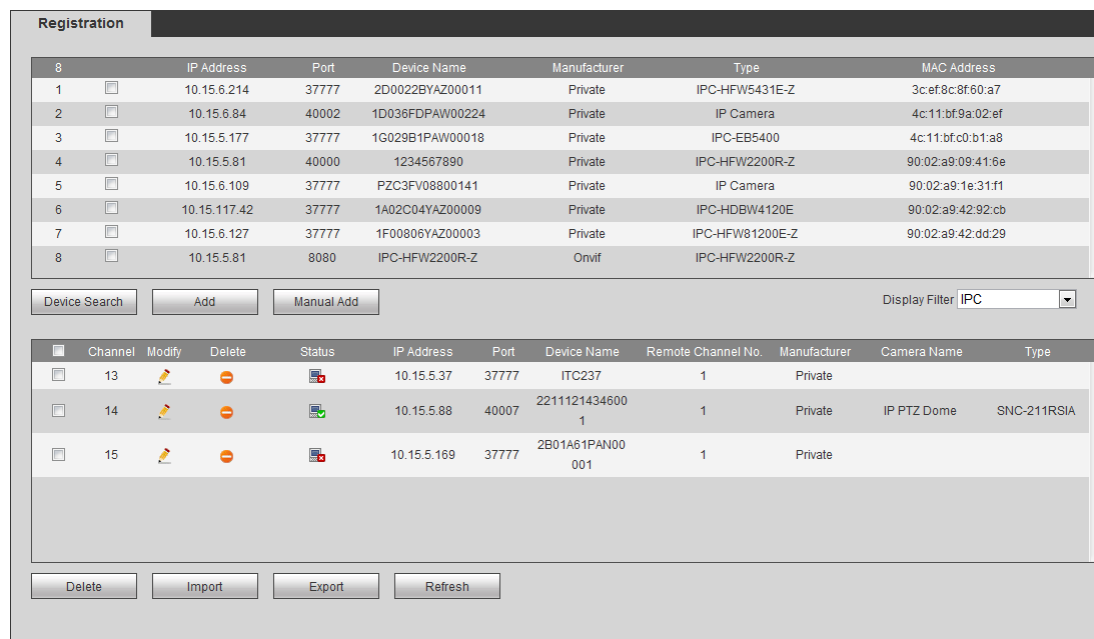 Registration
8 IP Address Port Device Name Manufacturer Type MAC Address
1 10.15.6.214 37777 2D0022BYAZ00011 Private IPC-HFW5431E-Z 3c:ef:8c:8f:60:a7
2 10.15.6.84 40002 1D036FDPAW00224 Private IP Camera 4c:11:bf:9a:02:ef
3 10.15.5.177 37777 1G029B1PAW00018 Private IPC-EB5400 4c:11:bf:c0:b1:a8
4 10.15.5.81 40000 1234567890 Private IPC-HFW2200R-Z 90:02:a9:09:41:6e
5 10.15.6.109 37777 PZC3FV08800141 Private IP Camera 90:02:a9:1e:31:f1
6 10.15.117.42 37777 1A02C04YAZ00009 Private IPC-HDBW4120E 90:02:a9:42:92:cb
7 10.15.6.127 37777 1F00806YAZ00003 Private IPC-HFW81200E-Z 90:02:a9:42:dd:29
8 10.15.5.81 8080 IPC-HFW2200R-Z Onvif IPC-HFW2200R-Z
Device Search Add Manual Add Display Filter IPC
Channel Modify Delete Status IP Address Port Device Name Remote Channel No. Manufacturer Camera Name Type
13 10.15.5.37 37777 ITC237 1 Private
14 10.15.5.88 40007 2211121434600 1 Private IP PTZ Dome SNC-211RSIA
1
15 10.15.5.169 37777 2B01A61PAN00 1 Private
001
Delete Import Export Refresh